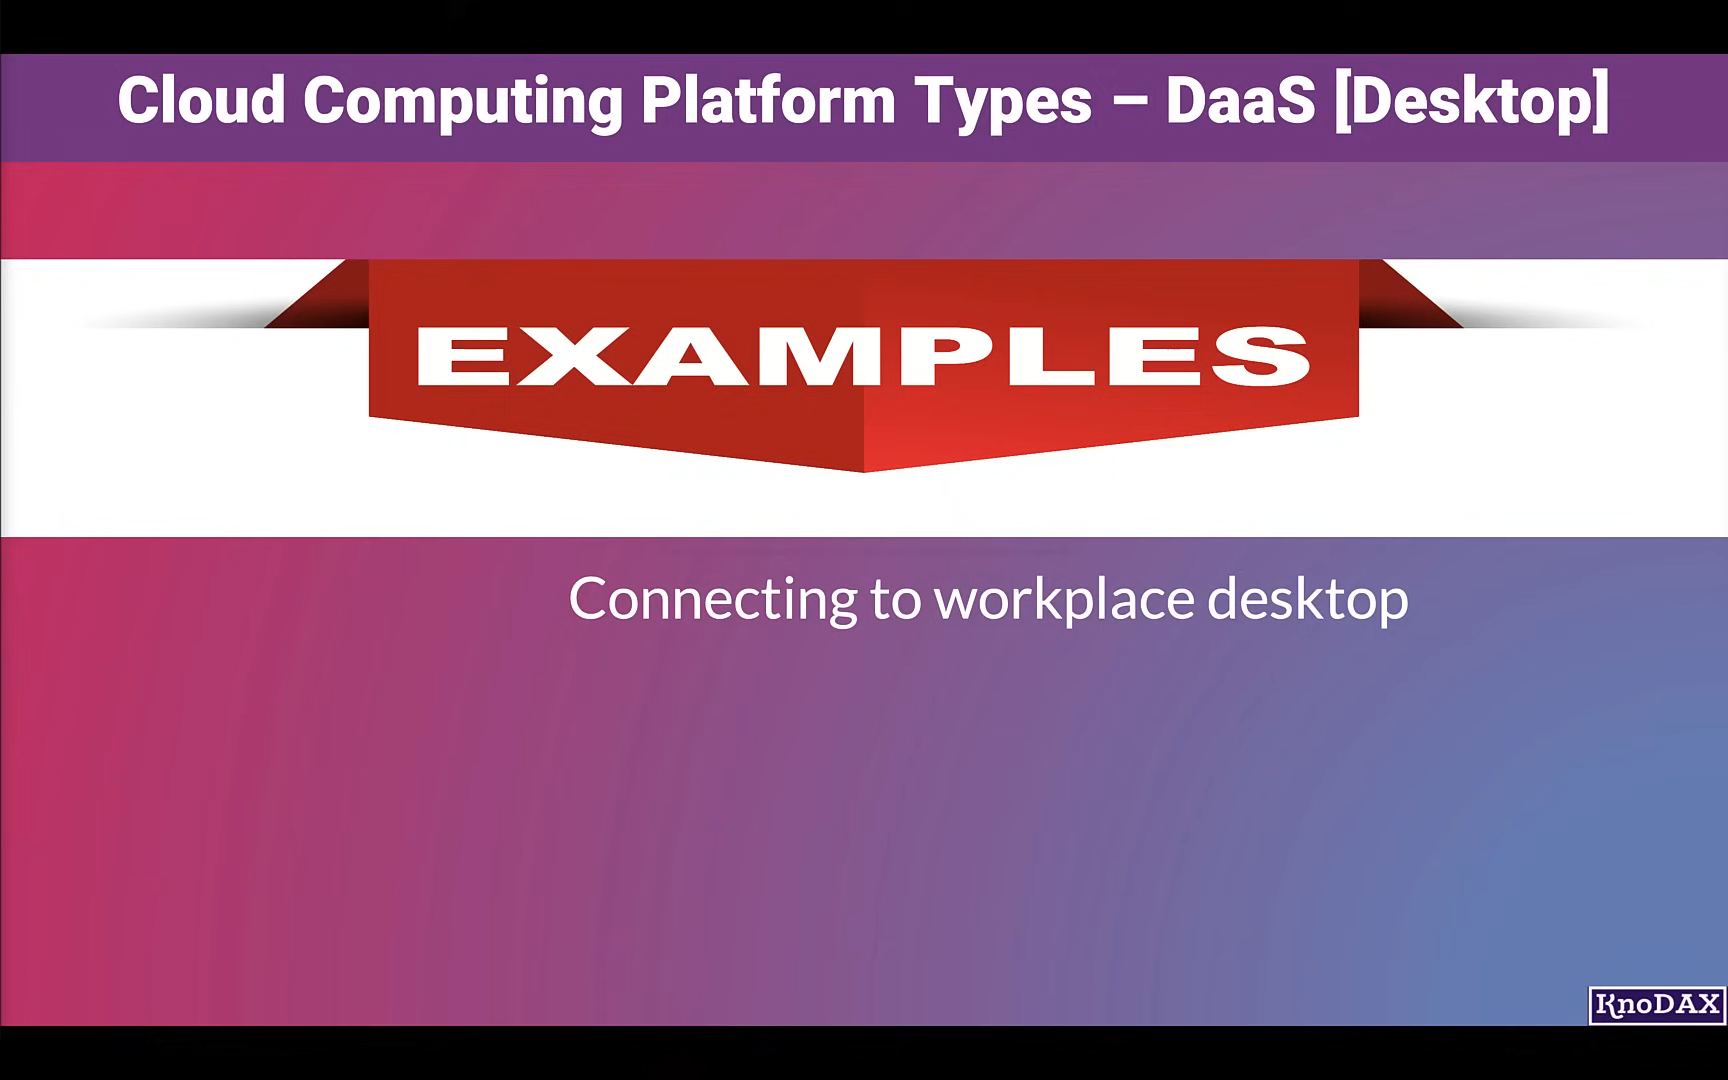 Cloud Computing Platform Types – DaaS [Desktop]
EXAMPLES
Connecting to workplace desktop
KnoDAX